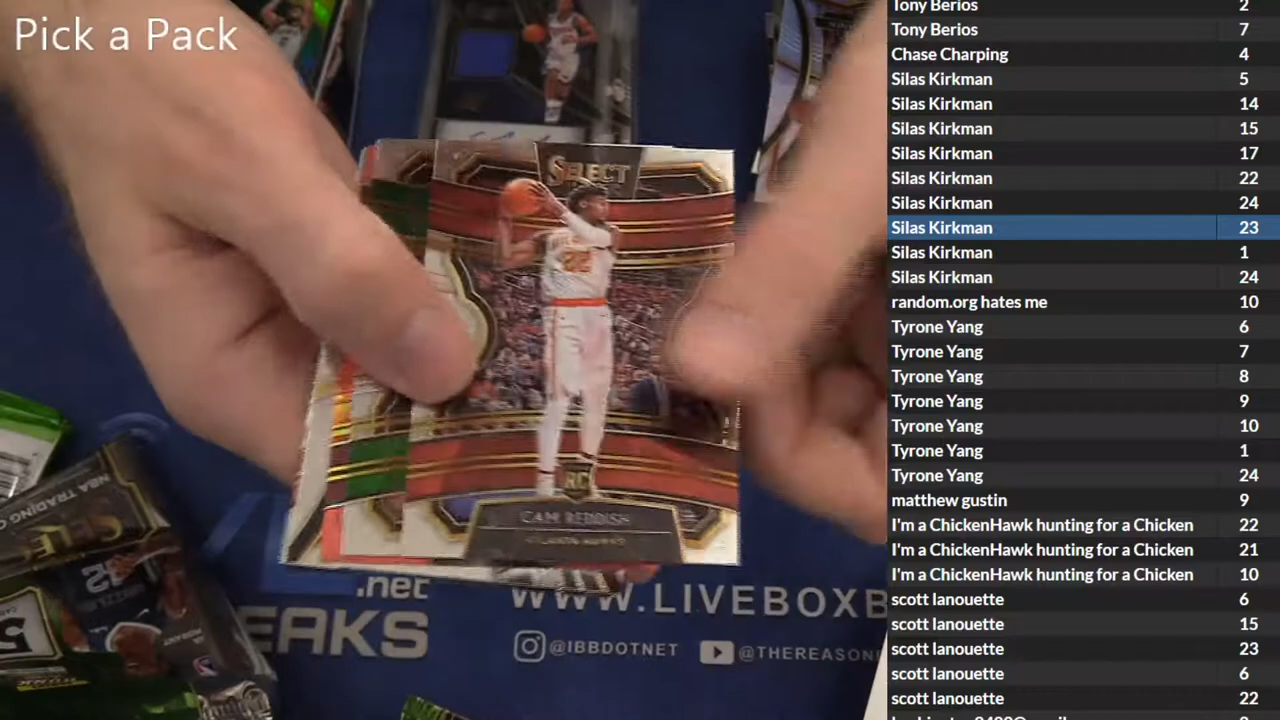 Pick a Pack
SELECT
RC
CAM REDDISH
ATLANTA HAWKS
NBA TRADING
.net
EAKS
WWW.LIVEBOXB
@IBBDOTNET
@THEREASON
Tony Berios 2
Tony Berios 7
Chase Charping 4
Silas Kirkman 5
Silas Kirkman 14
Silas Kirkman 15
Silas Kirkman 17
Silas Kirkman 22
Silas Kirkman 24
Silas Kirkman 23
Silas Kirkman 1
Silas Kirkman 24
random.org hates me 10
Tyrone Yang 6
Tyrone Yang 7
Tyrone Yang 8
Tyrone Yang 9
Tyrone Yang 10
Tyrone Yang 1
Tyrone Yang 24
matthew gustin 9
I'm a ChickenHawk hunting for a Chicken 22
I'm a ChickenHawk hunting for a Chicken 21
I'm a ChickenHawk hunting for a Chicken 10
scott lanouette 6
scott lanouette 15
scott lanouette 23
scott lanouette 6
scott lanouette 22